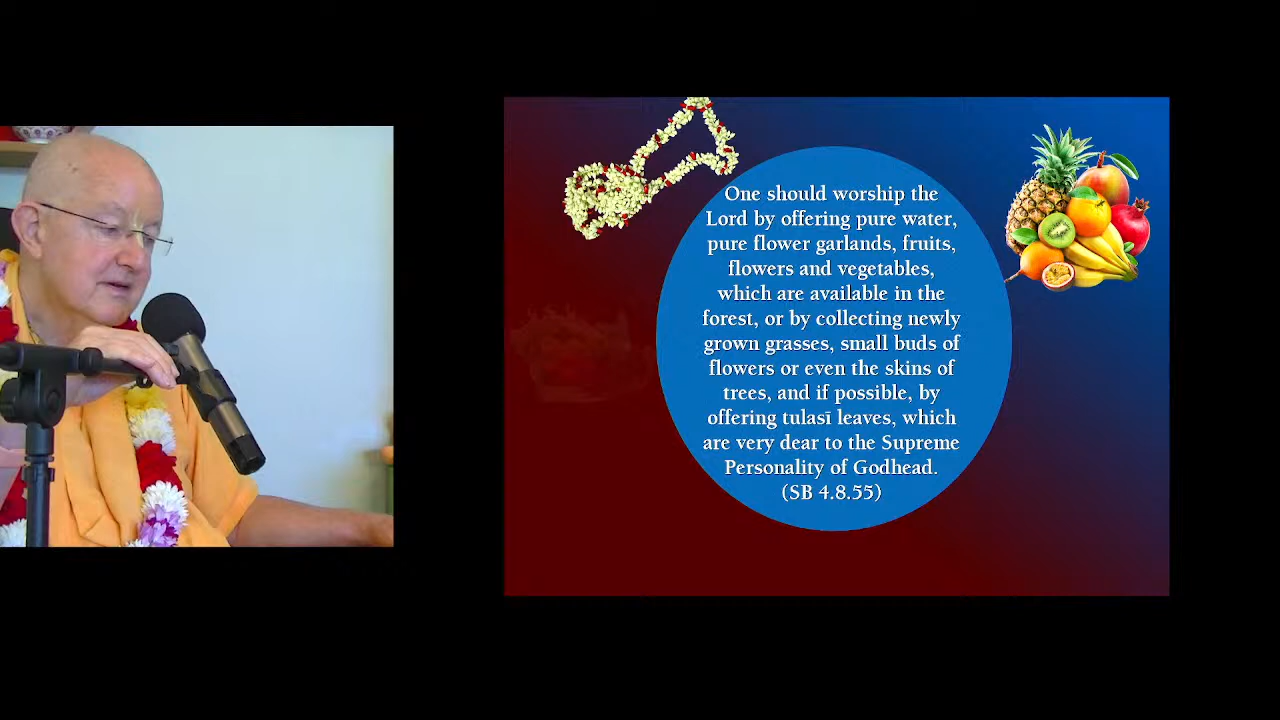 One should worship the
Lord by offering pure water,
pure flower garlands, fruits,
flowers and vegetables,
which are available in the
forest, or by collecting newly
grown grasses, small buds of
flowers or even the skins of
trees, and if possible, by
offering tulasī leaves, which
are very dear to the Supreme
Personality of Godhead.
(SB 4.8.55)